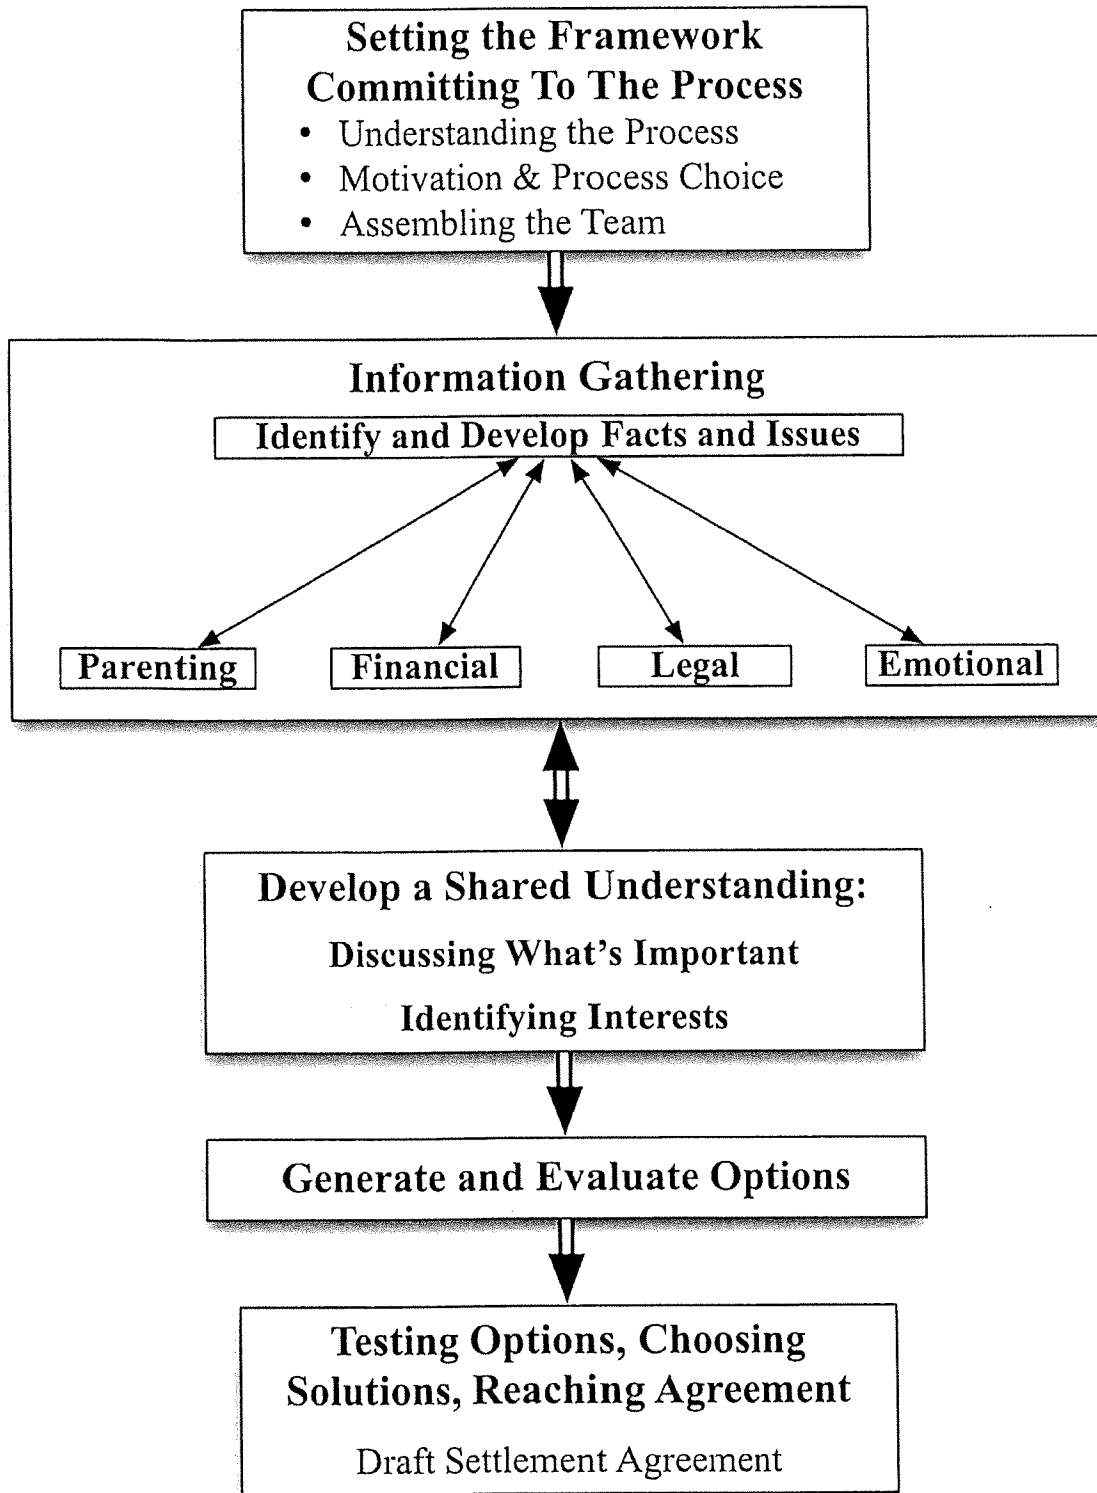 Setting the Framework
Committing To The Process
• Understanding the Process
• Motivation & Process Choice
• Assembling the Team
Information Gathering
Identify and Develop Facts and Issues
Parenting
Financial
Legal
Emotional
Develop a Shared Understanding:
Discussing What's Important
Identifying Interests
Generate and Evaluate Options
Testing Options, Choosing
Solutions, Reaching Agreement
Draft Settlement Agreement